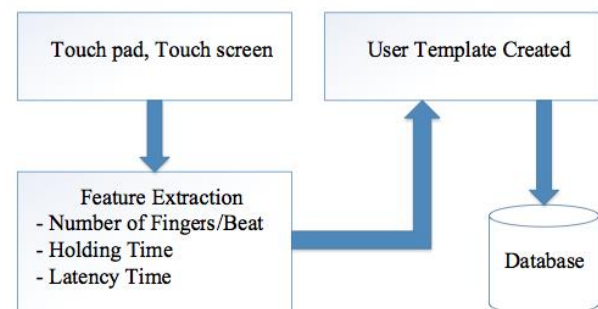 Touch pad, Touch screen
User Template Created
Feature Extraction
- Number of Fingers/Beat
- Holding Time
- Latency Time
Database